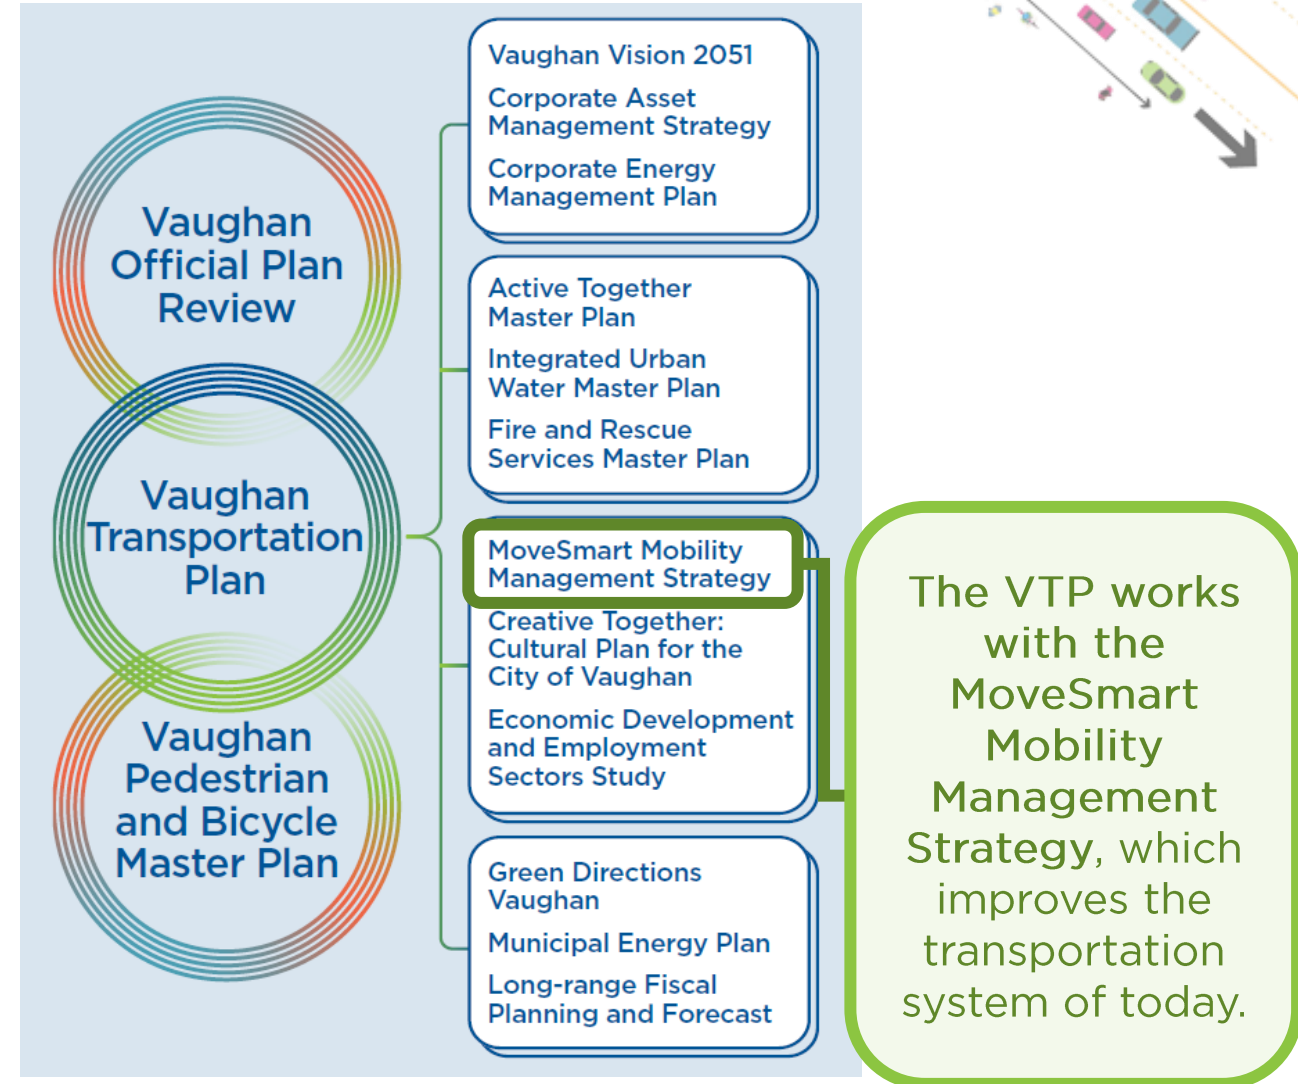 Vaughan
Official Plan
Review
Vaughan
Transportation
Plan
Vaughan
Pedestrian
and Bicycle
Master Plan
Vaughan Vision 2051
Corporate Asset
Management Strategy
Corporate Energy
Management Plan
Active Together
Master Plan
Integrated Urban
Water Master Plan
Fire and Rescue
Services Master Plan
MoveSmart Mobility
Management Strategy
Creative Together:
Cultural Plan for the
City of Vaughan
Economic Development
and Employment
Sectors Study
Green Directions
Vaughan
Municipal Energy Plan
Long-range Fiscal
Planning and Forecast
The VTP works
with the
MoveSmart
Mobility
Management
Strategy, which
improves the
transportation
system of today.